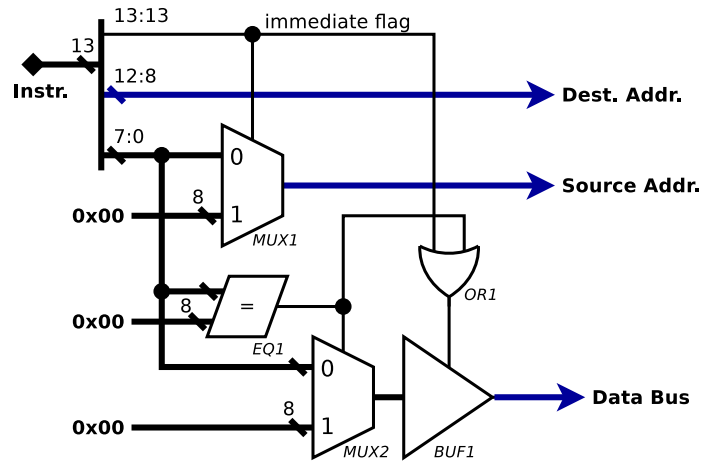 13:13
immediate flag
13
12:8
Instr.
Dest. Addr.
7:0
0
8
Source Addr.
0x00
1
MUX1
8
=
OR1
0x00
EQ1
0
8
Data Bus
0x00
1
MUX2
BUF1